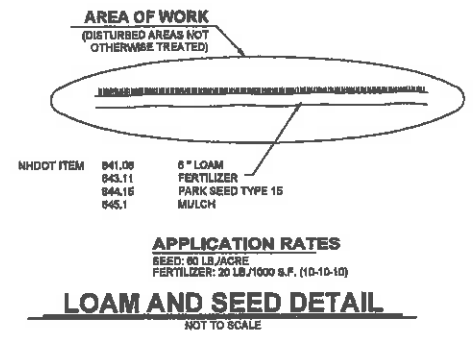 AREA OF WORK
(DISTURBED AREAS NOT
OTHERWISE TREATED)
NHDOT ITEM 641.06 6" LOAM
643.11 FERTILIZER
644.15 PARK SEED TYPE 15
645.1 MULCH
APPLICATION RATES
SEED: 60 LB./ACRE
FERTILIZER: 20 LB./1000 S.F. (10-10-10)
LOAM AND SEED DETAIL
NOT TO SCALE